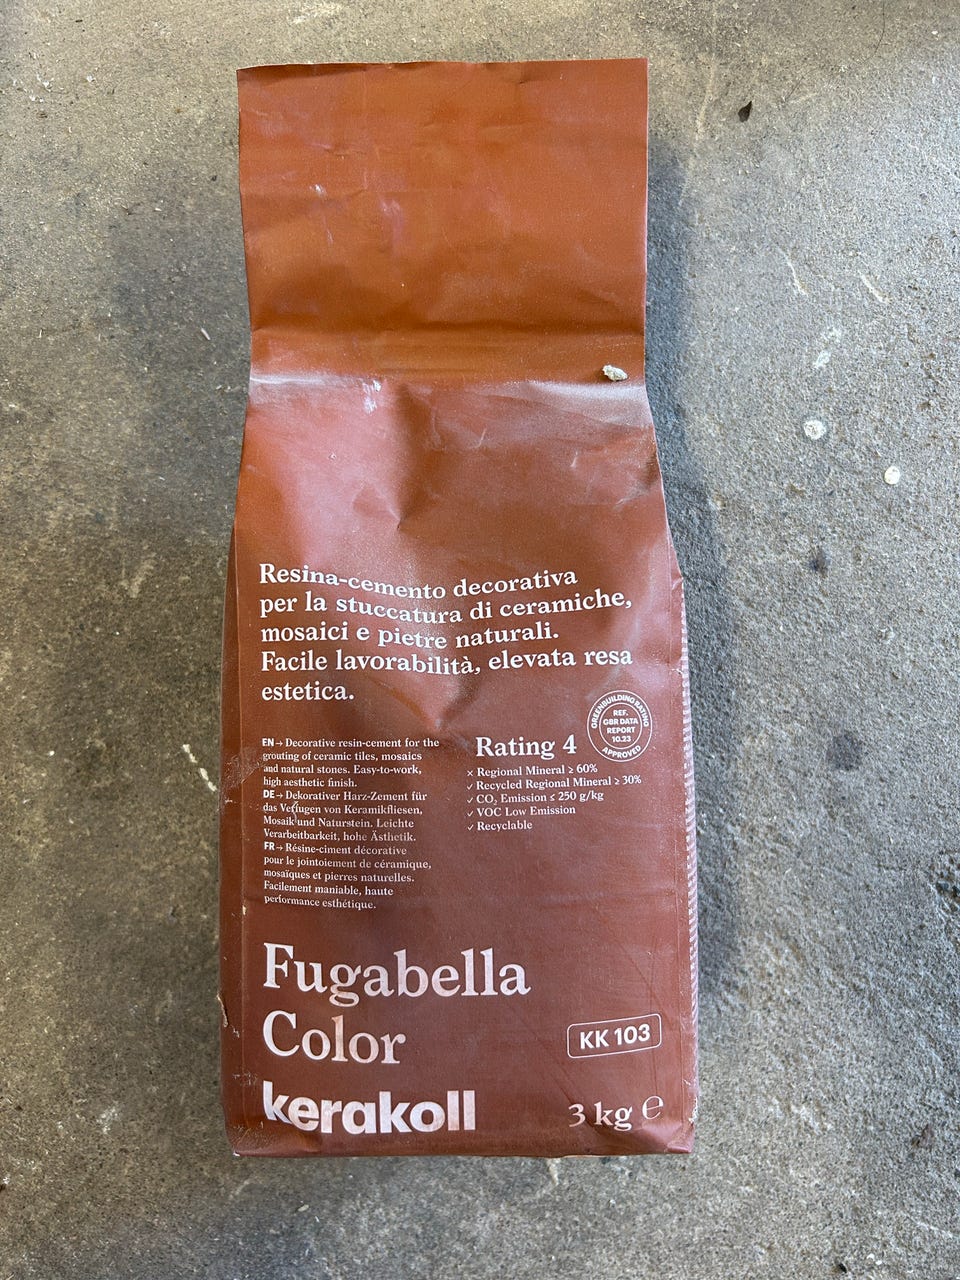 Resina-cemento decorativa
per la stuccatura di ceramiche,
mosaici e pietre naturali.
Facile lavorabilità, elevata resa
estetica.
EN→ Decorative resin-cement for the
grouting of ceramic tiles, mosaics
and natural stones. Easy-to-work,
high aesthetic finish.
DE→ Dekorativer Harz-Zement für
das Verfugen von Keramikfliesen,
Mosaik und Naturstein. Leichte
Verarbeitbarkeit, hohe Ästhetik.
FR→ Résine-ciment décorative
pour le jointoiement de céramique,
mosaïques et pierres naturelles.
Facilement maniable, haute
performance esthétique.
GREENBUILDING RATING
REF.
GBR DATA
REPORT
10.23
APPROVED
Rating 4
× Regional Mineral ≥ 60%
✓ Recycled Regional Mineral ≥ 30%
✓ CO₂ Emission ≤ 250 g/kg
✓ VOC Low Emission
✓ Recyclable
Fugabella
Color
KK 103
kerakoll
3 kg ℮